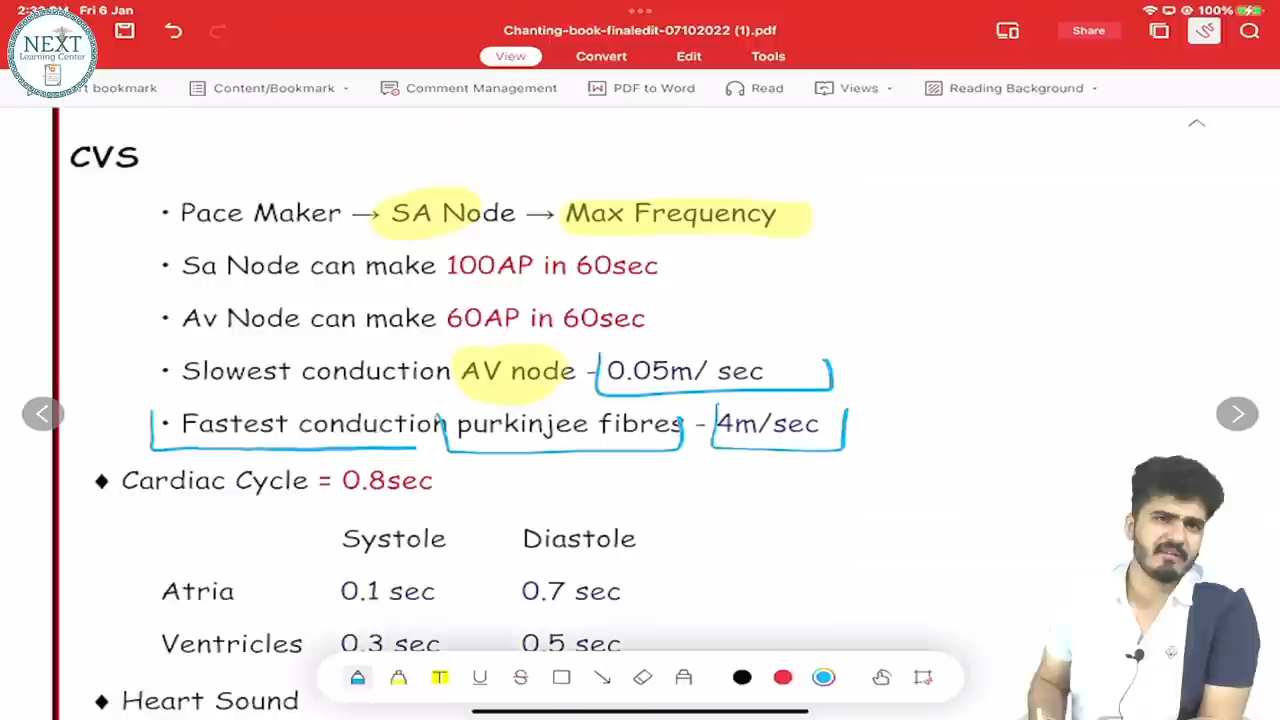 2:3 Fri 6 Jan
100%
NEXT
Learning Center
Chanting-book-finaledit-07102022 (1).pdf
Share
View Convert Edit Tools
bookmark Content/Bookmark Comment Management PDF to Word Read Views Reading Background
CVS
• Pace Maker → SA Node → Max Frequency
• Sa Node can make 100AP in 60sec
• Av Node can make 60AP in 60sec
• Slowest conduction AV node - 0.05m/ sec
• Fastest conduction purkinjee fibres - 4m/sec
♦ Cardiac Cycle = 0.8sec
Systole Diastole
Atria 0.1 sec 0.7 sec
Ventricles 0.3 sec 0.5 sec
♦ Heart Sound